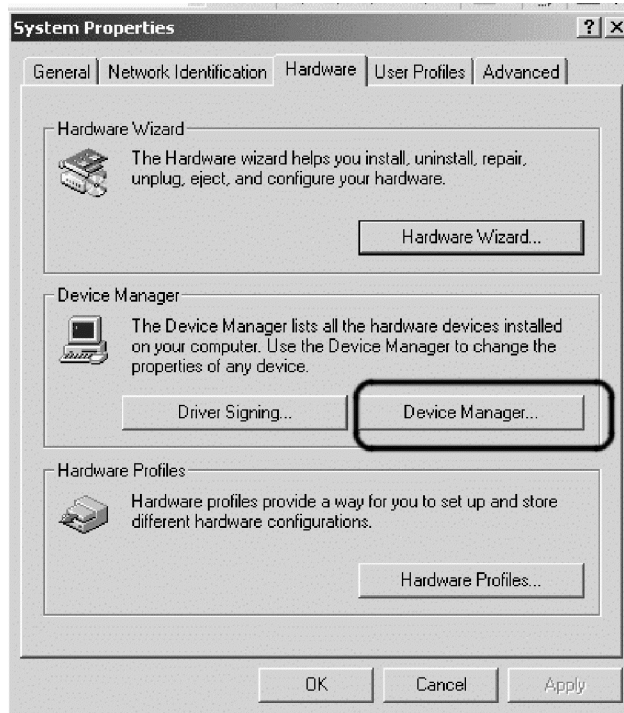 System Properties
General Network Identification Hardware User Profiles Advanced
Hardware Wizard
The Hardware wizard helps you install, uninstall, repair,
unplug, eject, and configure your hardware.
Hardware Wizard...
Device Manager
The Device Manager lists all the hardware devices installed
on your computer. Use the Device Manager to change the
properties of any device.
Driver Signing... Device Manager...
Hardware Profiles
Hardware profiles provide a way for you to set up and store
different hardware configurations.
Hardware Profiles...
OK Cancel Apply